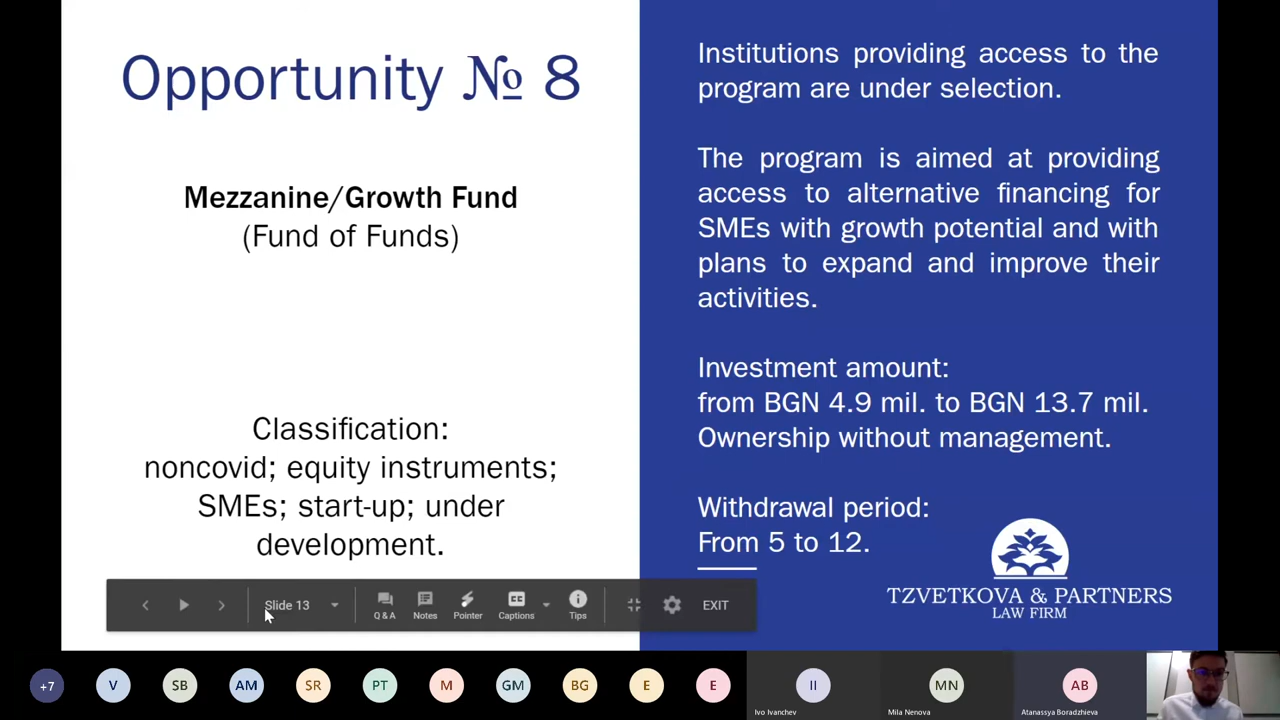 Opportunity № 8
Mezzanine/Growth Fund
(Fund of Funds)
Classification:
noncovid; equity instruments;
SMEs; start-up; under
development.
Institutions providing access to the
program are under selection.
The program is aimed at providing
access to alternative financing for
SMEs with growth potential and with
plans to expand and improve their
activities.
Investment amount:
from BGN 4.9 mil. to BGN 13.7 mil.
Ownership without management.
Withdrawal period:
From 5 to 12.
TZVETKOVA & PARTNERS
LAW FIRM
Slide 13
Q & A
Notes
Pointer
CC
Captions
Tips
EXIT
+7
V
SB
AM
SR
PT
M
GM
BG
E
E
II
MN
AB
Ivo Ivanchev
Mila Nenova
Atanassya Boradzhieva